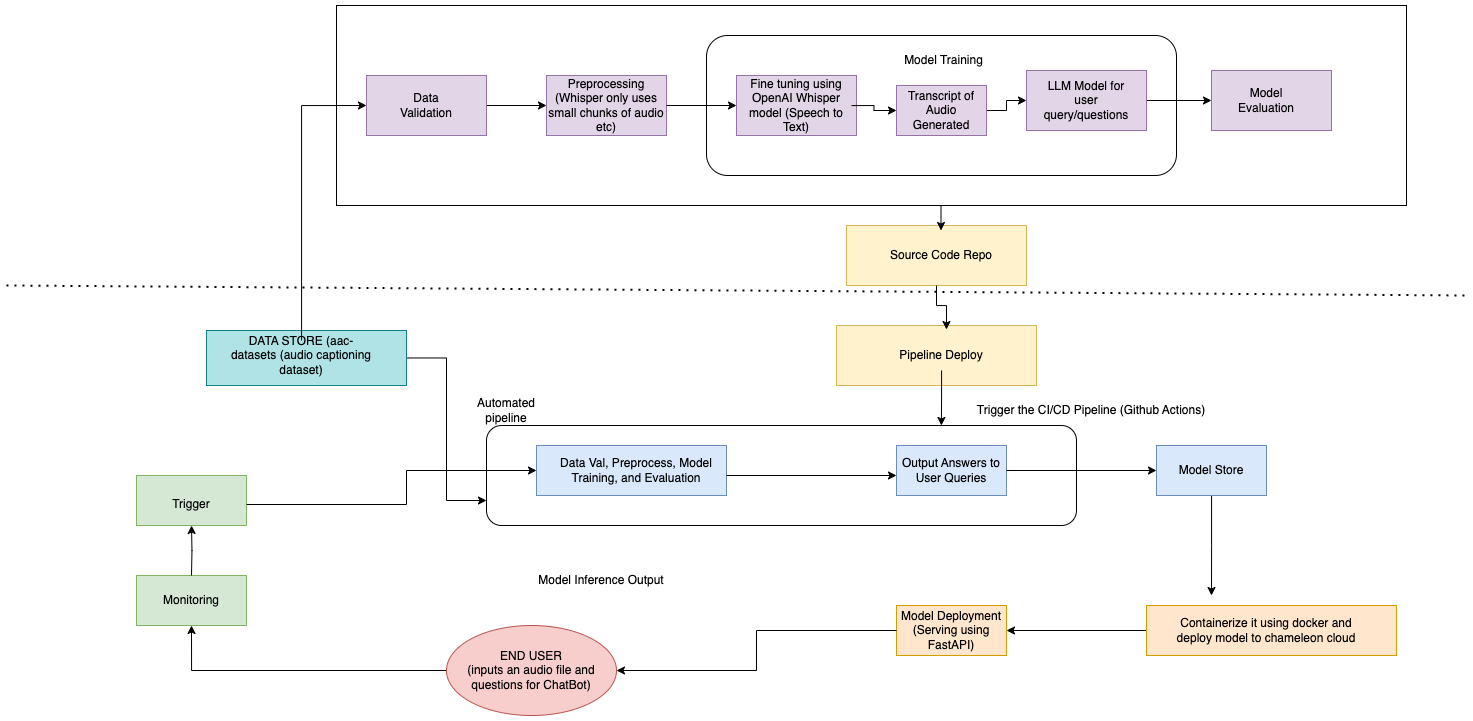 Model Training
Data
Validation
Preprocessing
(Whisper only uses
small chunks of audio
etc)
Fine tuning using
OpenAI Whisper
model (Speech to
Text)
Transcript of
Audio
Generated
LLM Model for
user
query/questions
Model
Evaluation
Source Code Repo
DATA STORE (aac-
datasets (audio captioning
dataset)
Pipeline Deploy
Automated
pipeline
Trigger the CI/CD Pipeline (Github Actions)
Data Val, Preprocess, Model
Training, and Evaluation
Output Answers to
User Queries
Model Store
Trigger
Monitoring
Model Inference Output
END USER
(inputs an audio file and
questions for ChatBot)
Model Deployment
(Serving using
FastAPI)
Containerize it using docker and
deploy model to chameleon cloud